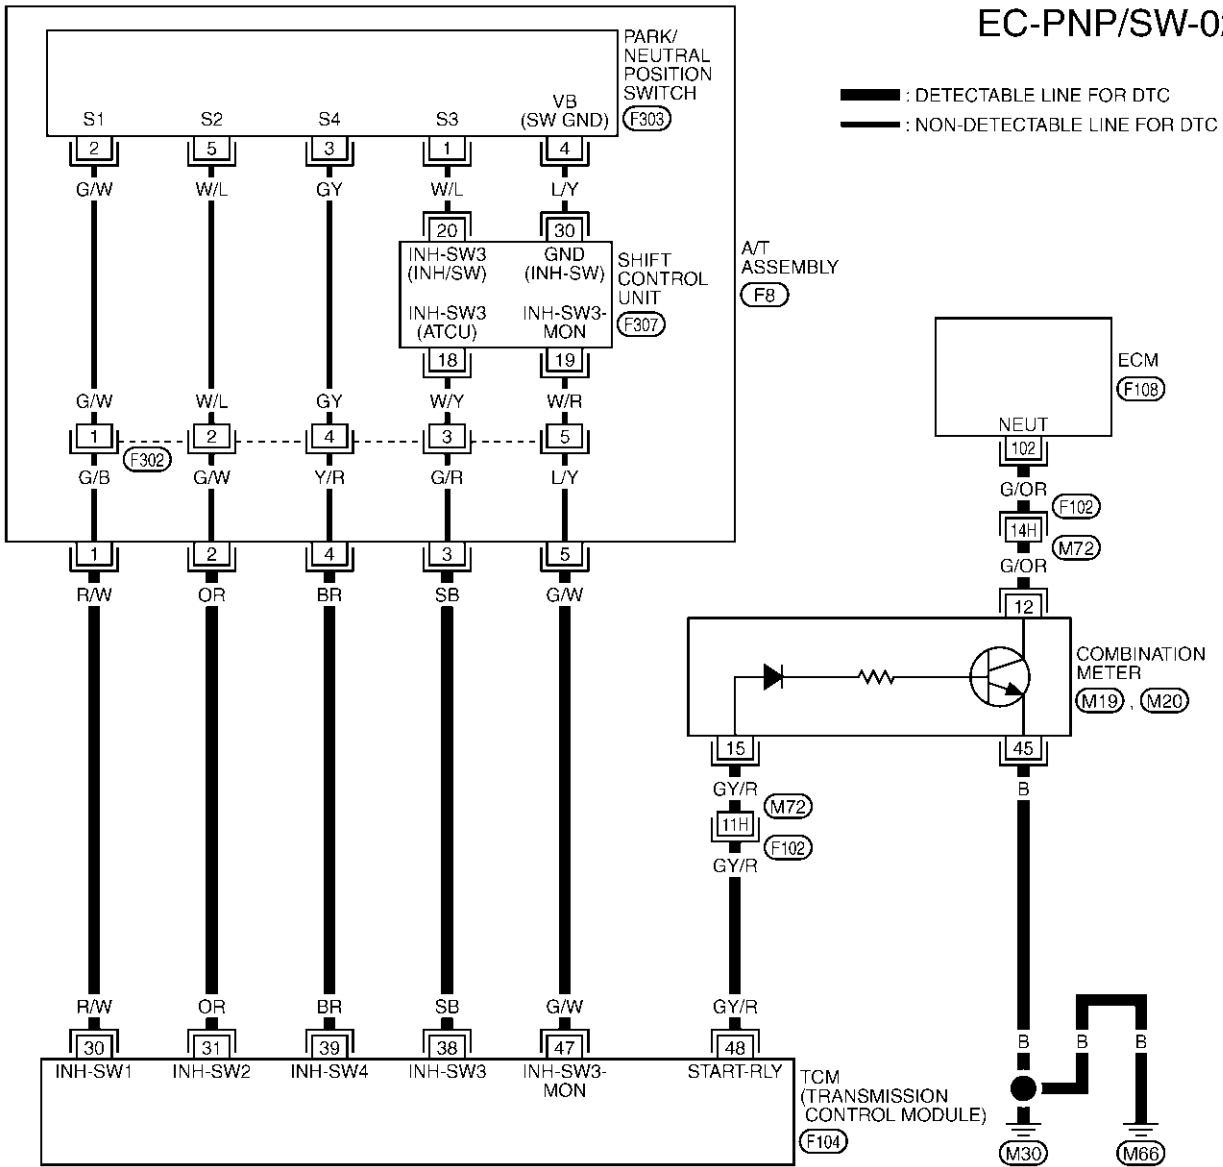 EC-PNP/SW-0
: DETECTABLE LINE FOR DTC
: NON-DETECTABLE LINE FOR DTC
PARK/
NEUTRAL
POSITION
SWITCH
F303
S1 S2 S4 S3 VB
(SW GND)
2 5 3 1 4
G/W W/L GY W/L L/Y
20 30
INH-SW3
(INH/SW)
GND
(INH-SW)
INH-SW3
(ATCU)
INH-SW3-
MON
SHIFT
CONTROL
UNIT
F307
A/T
ASSEMBLY
F8
18 19
G/W W/L GY W/Y W/R
1 2 4 3 5
F302
G/B G/W Y/R G/R L/Y
1 2 4 3 5
R/W OR BR SB G/W
ECM
F108
NEUT
102
G/OR
F102
14H
M72
G/OR
12
COMBINATION
METER
M19 , M20
15 45
GY/R B
M72
11H
F102
GY/R
R/W OR BR SB G/W GY/R
B B B
30 31 39 38 47 48
INH-SW1 INH-SW2 INH-SW4 INH-SW3 INH-SW3-
MON
START-RLY
TCM
(TRANSMISSION
CONTROL MODULE)
F104
M30 M66